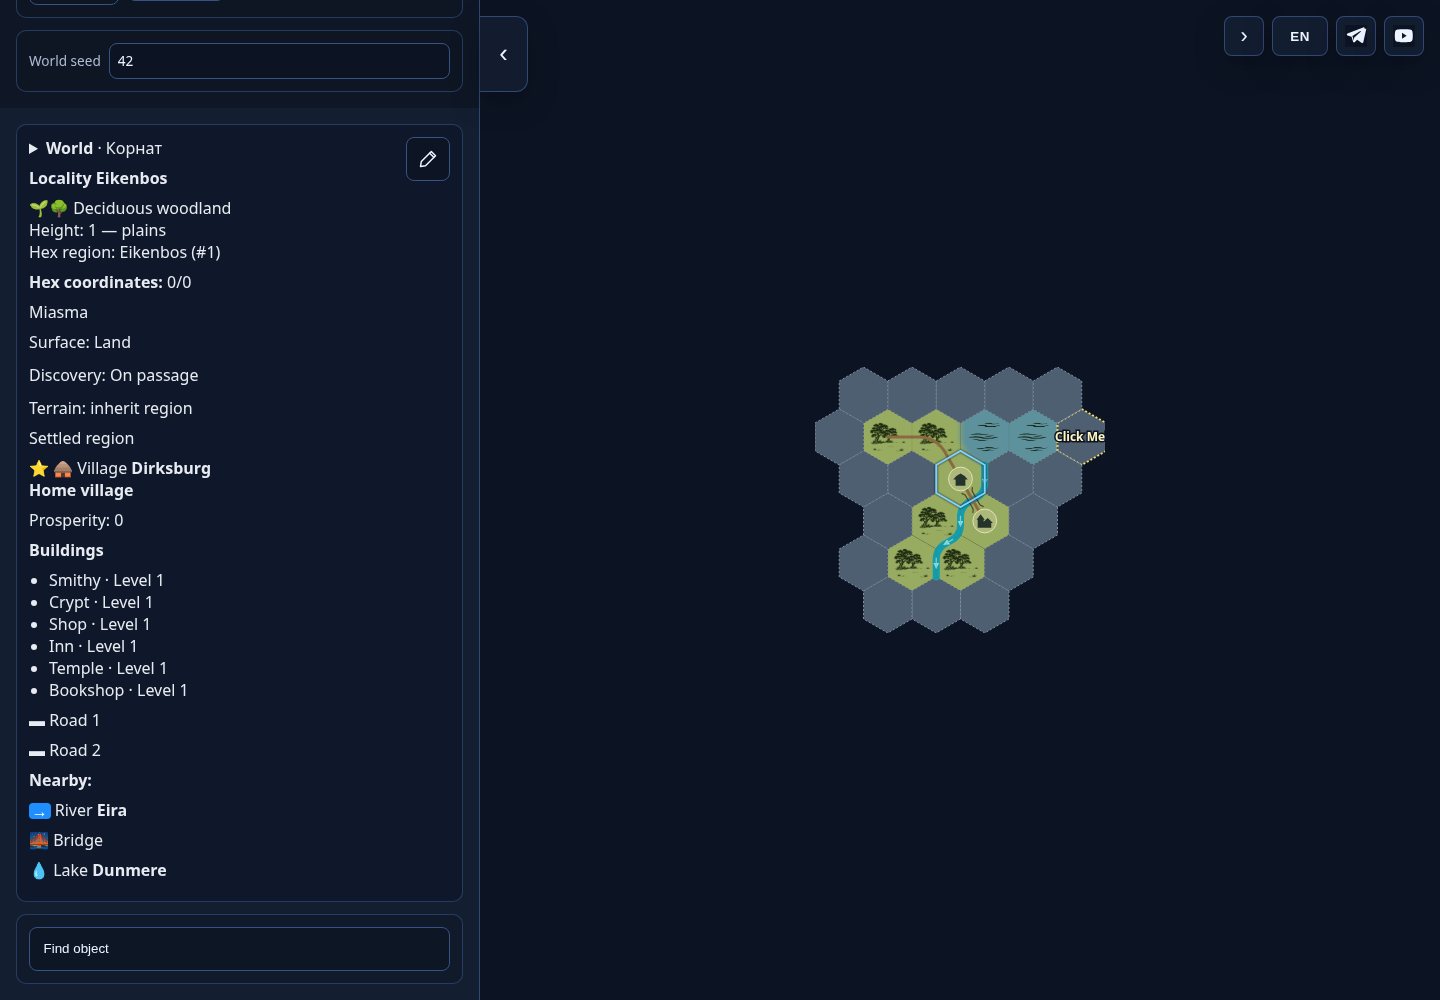 World seed
42
World · Корнат
Locality Eikenbos
Deciduous woodland
Height: 1 — plains
Hex region: Eikenbos (#1)
Hex coordinates: 0/0
Miasma
Surface: Land
Discovery: On passage
Terrain: inherit region
Settled region
Village Dirksburg
Home village
Prosperity: 0
Buildings
Smithy · Level 1
Crypt · Level 1
Shop · Level 1
Inn · Level 1
Temple · Level 1
Bookshop · Level 1
Road 1
Road 2
Nearby:
River Eira
Bridge
Lake Dunmere
Find object
EN
Click Me